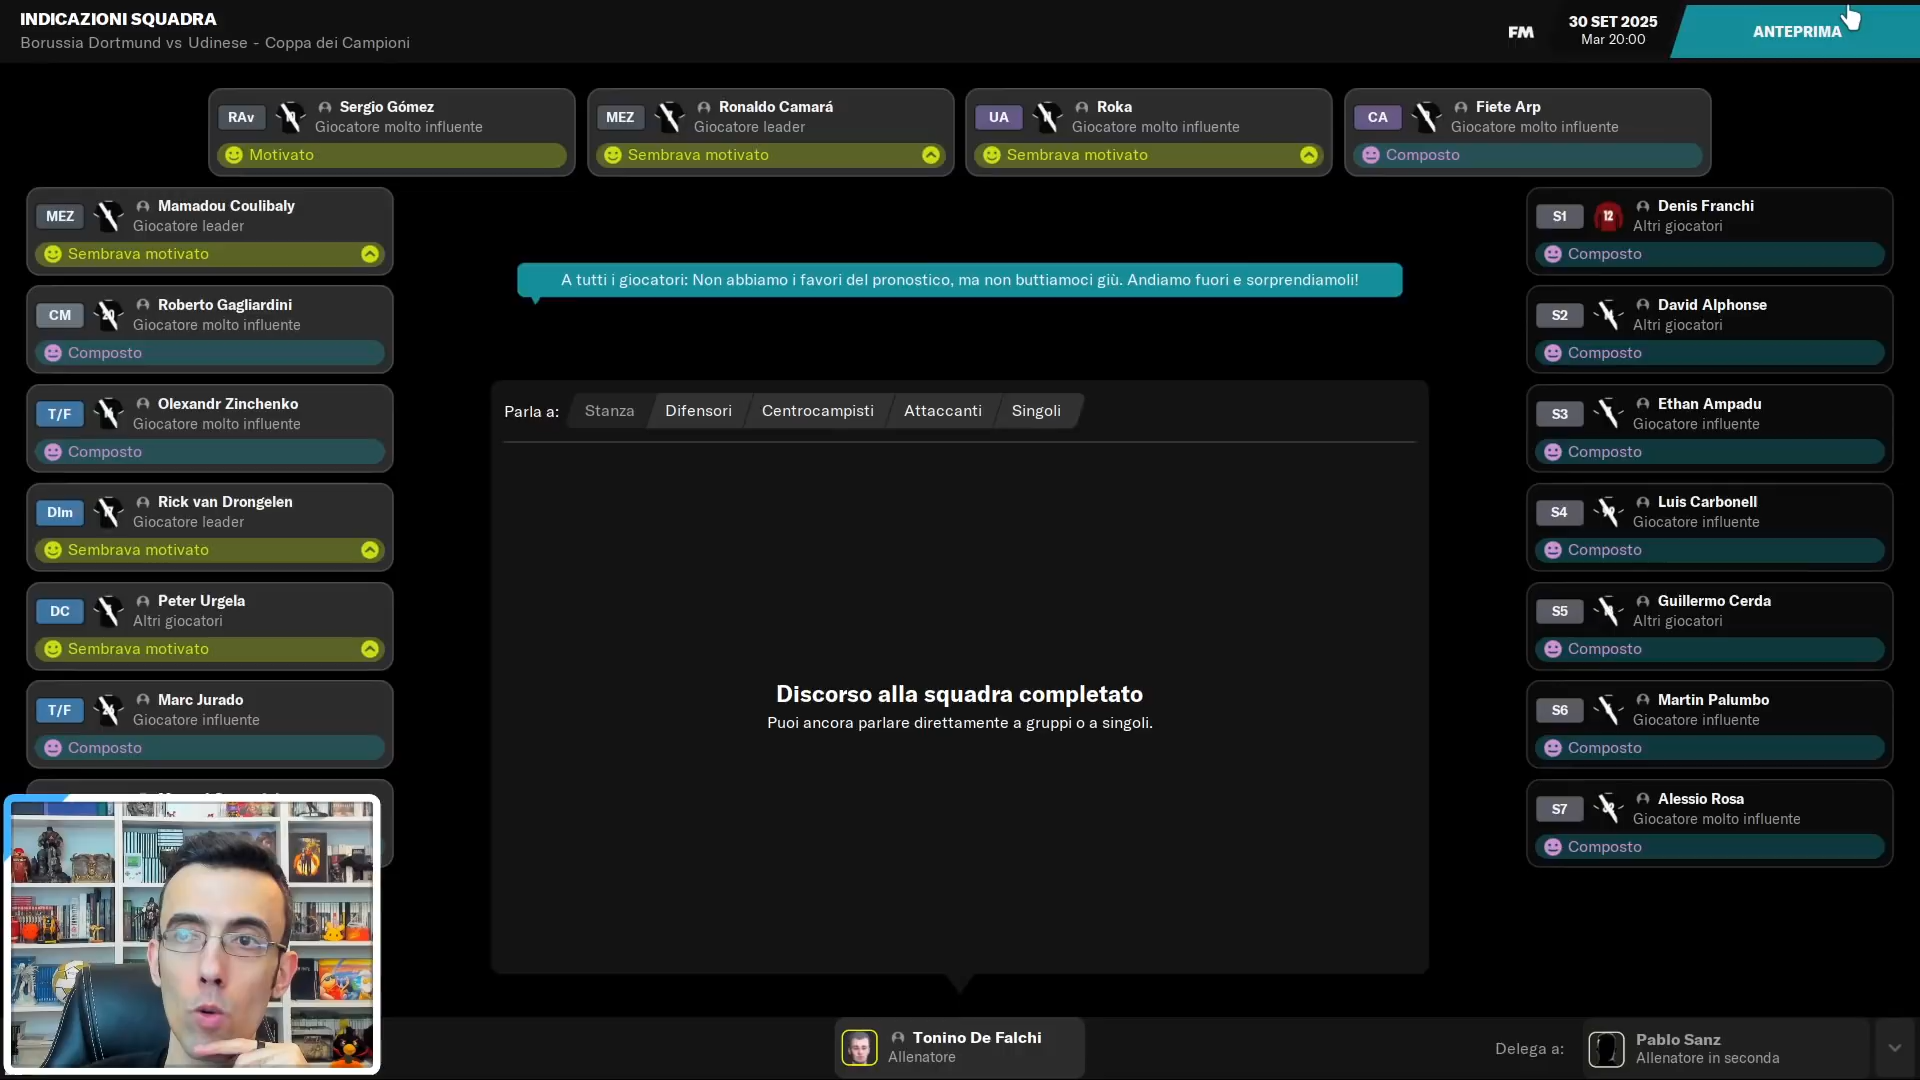 INDICAZIONI SQUADRA
Borussia Dortmund vs Udinese - Coppa dei Campioni
FM
30 SET 2025
Mar 20:00
ANTEPRIMA
RAv
Sergio Gómez
Giocatore molto influente
Motivato
MEZ
Ronaldo Camará
Giocatore leader
Sembrava motivato
UA
Roka
Giocatore molto influente
Sembrava motivato
CA
Fiete Arp
Giocatore molto influente
Composto
MEZ
Mamadou Coulibaly
Giocatore leader
Sembrava motivato
CM
Roberto Gagliardini
Giocatore molto influente
Composto
T/F
Olexandr Zinchenko
Giocatore molto influente
Composto
DIm
Rick van Drongelen
Giocatore leader
Sembrava motivato
DC
Peter Urgela
Altri giocatori
Sembrava motivato
T/F
Marc Jurado
Giocatore influente
Composto
A tutti i giocatori: Non abbiamo i favori del pronostico, ma non buttiamoci giù. Andiamo fuori e sorprendiamoli!
Parla a: Stanza Difensori Centrocampisti Attaccanti Singoli
Discorso alla squadra completato
Puoi ancora parlare direttamente a gruppi o a singoli.
S1
12
Denis Franchi
Altri giocatori
Composto
S2
David Alphonse
Altri giocatori
Composto
S3
Ethan Ampadu
Giocatore influente
Composto
S4
Luis Carbonell
Giocatore influente
Composto
S5
Guillermo Cerda
Altri giocatori
Composto
S6
Martin Palumbo
Giocatore influente
Composto
S7
Alessio Rosa
Giocatore molto influente
Composto
Tonino De Falchi
Allenatore
Delega a:
Pablo Sanz
Allenatore in seconda